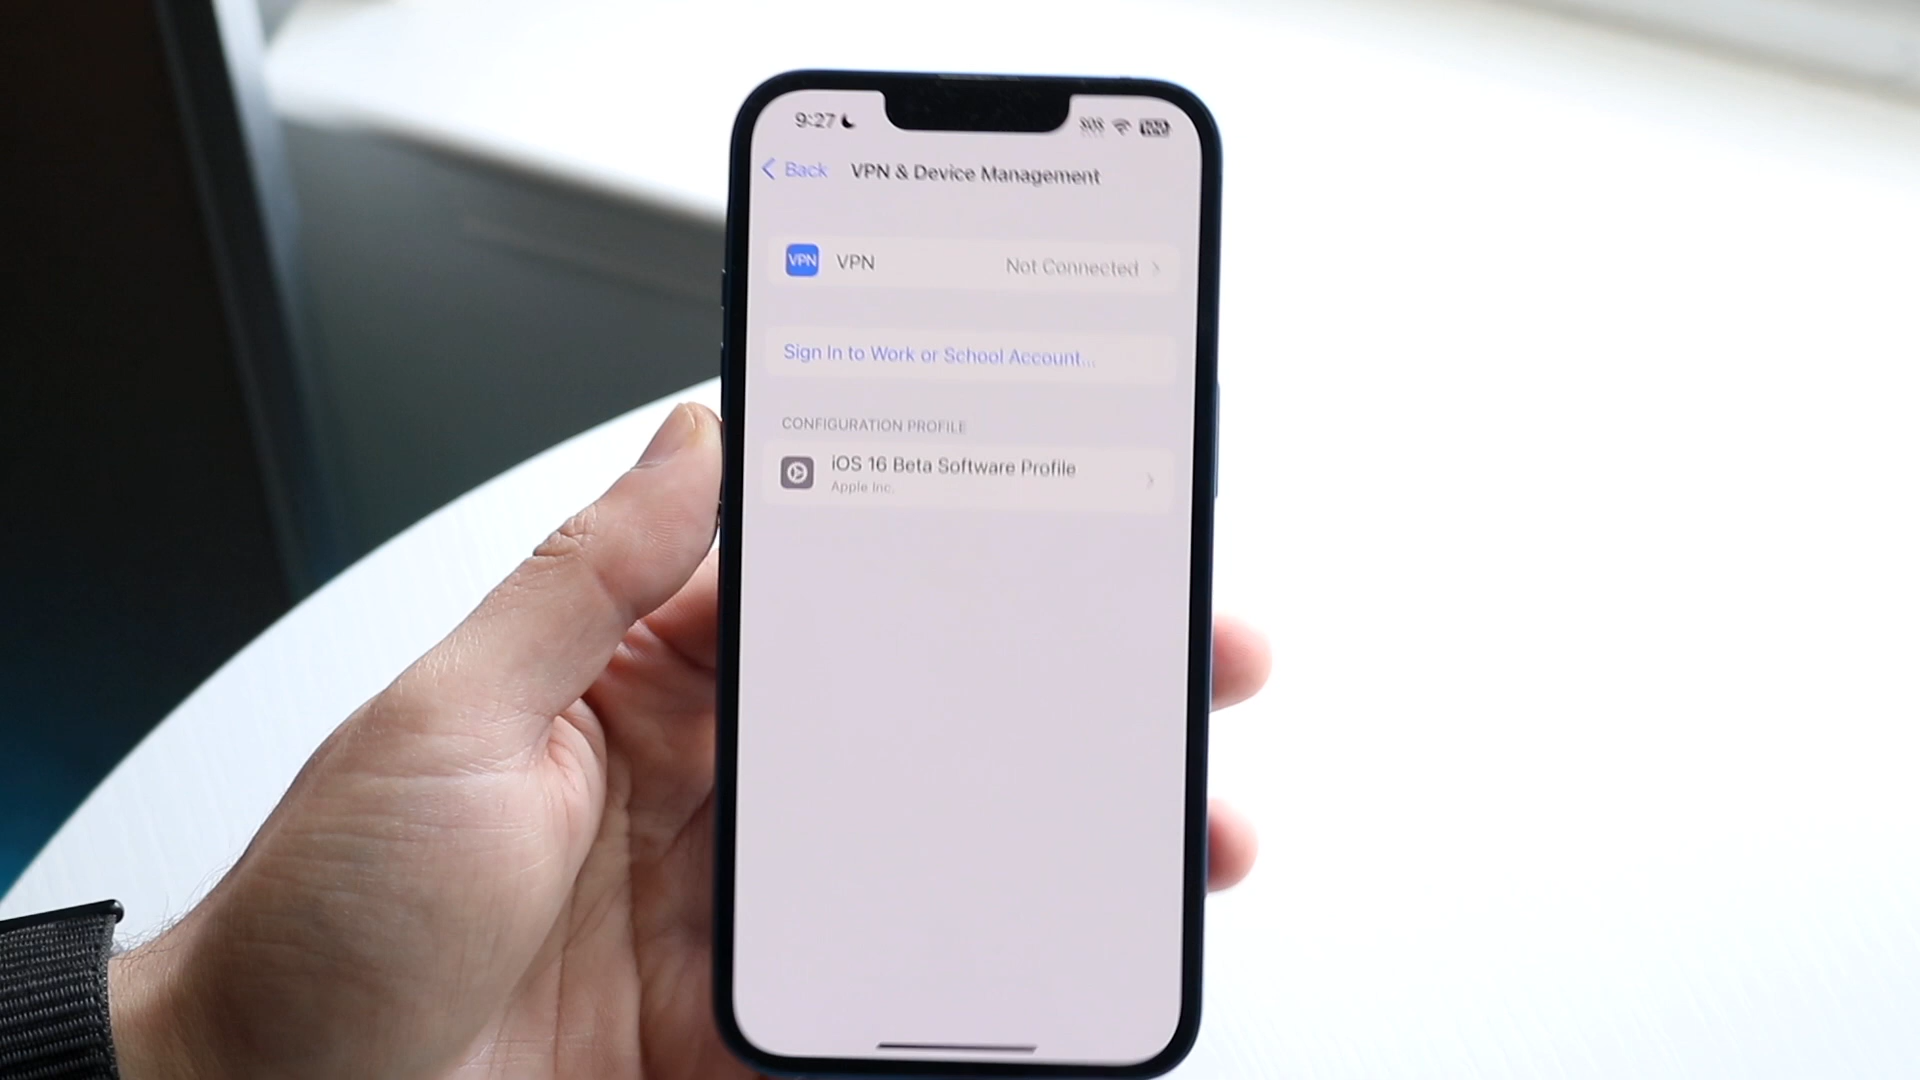 9:27
SOS
Back VPN & Device Management
VPN VPN Not Connected
Sign In to Work or School Account...
CONFIGURATION PROFILE
iOS 16 Beta Software Profile
Apple Inc.